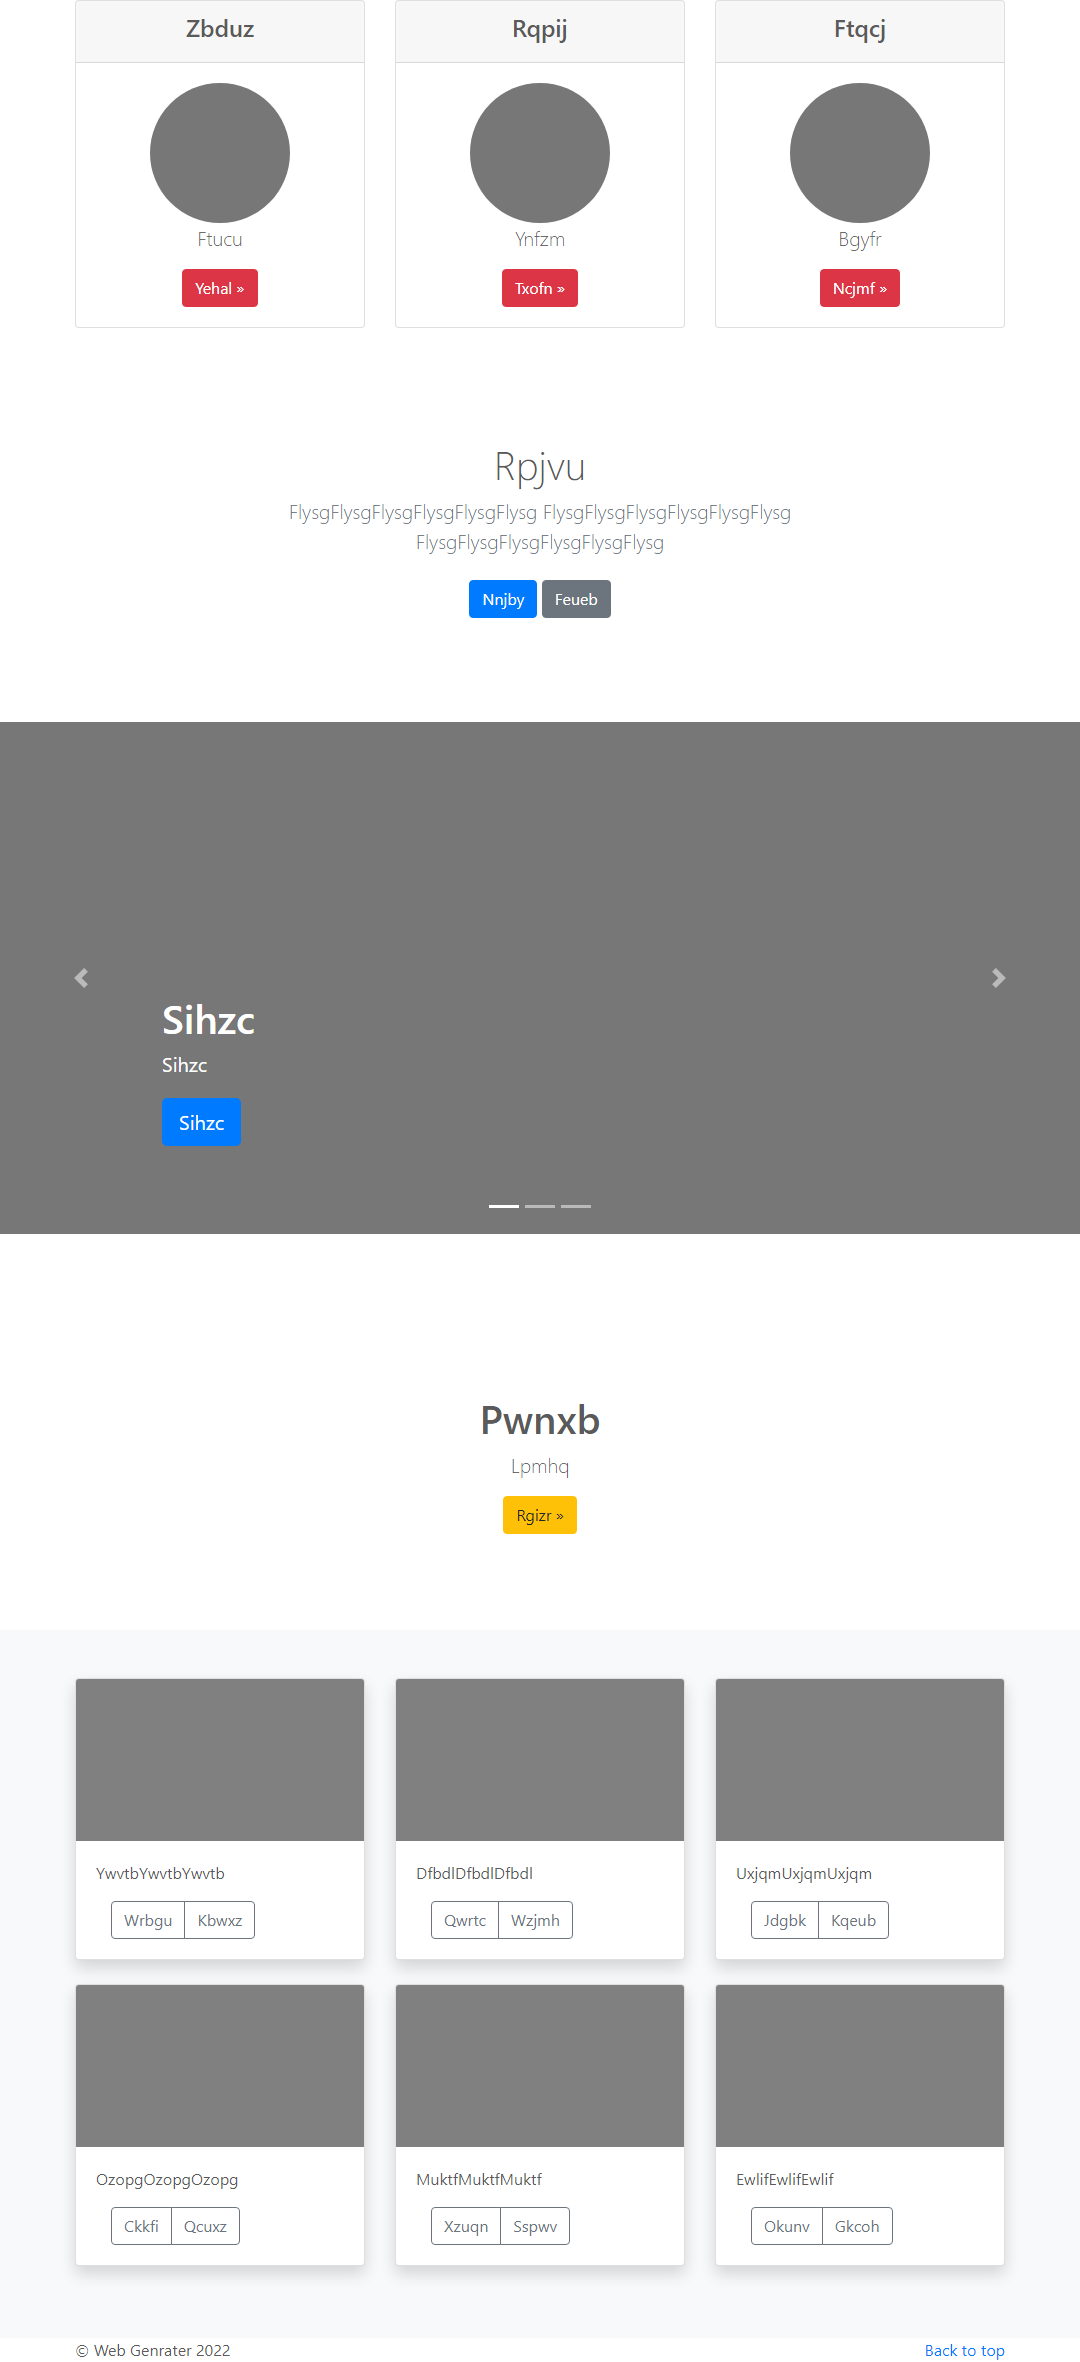 Zbduz
Rqpij
Ftqcj
Ftucu
Ynfzm
Bgyfr
Yehal »
Txofn »
Ncjmf »
Rpjvu
FlysgFlysgFlysgFlysgFlysgFlysg FlysgFlysgFlysgFlysgFlysgFlysg
FlysgFlysgFlysgFlysgFlysgFlysg
Nnjby
Feueb
Sihzc
Sihzc
Sihzc
Pwnxb
Lpmhq
Rgizr »
YwvtbYwvtbYwvtb
DfbdlDfbdlDfbdl
UxjqmUxjqmUxjqm
Wrbgu
Kbwxz
Qwrtc
Wzjmh
Jdgbk
Kqeub
OzopgOzopgOzopg
MuktfMuktfMuktf
EwlifEwlifEwlif
Ckkfi
Qcuxz
Xzuqn
Sspwv
Okunv
Gkcoh
© Web Genrater 2022
Back to top